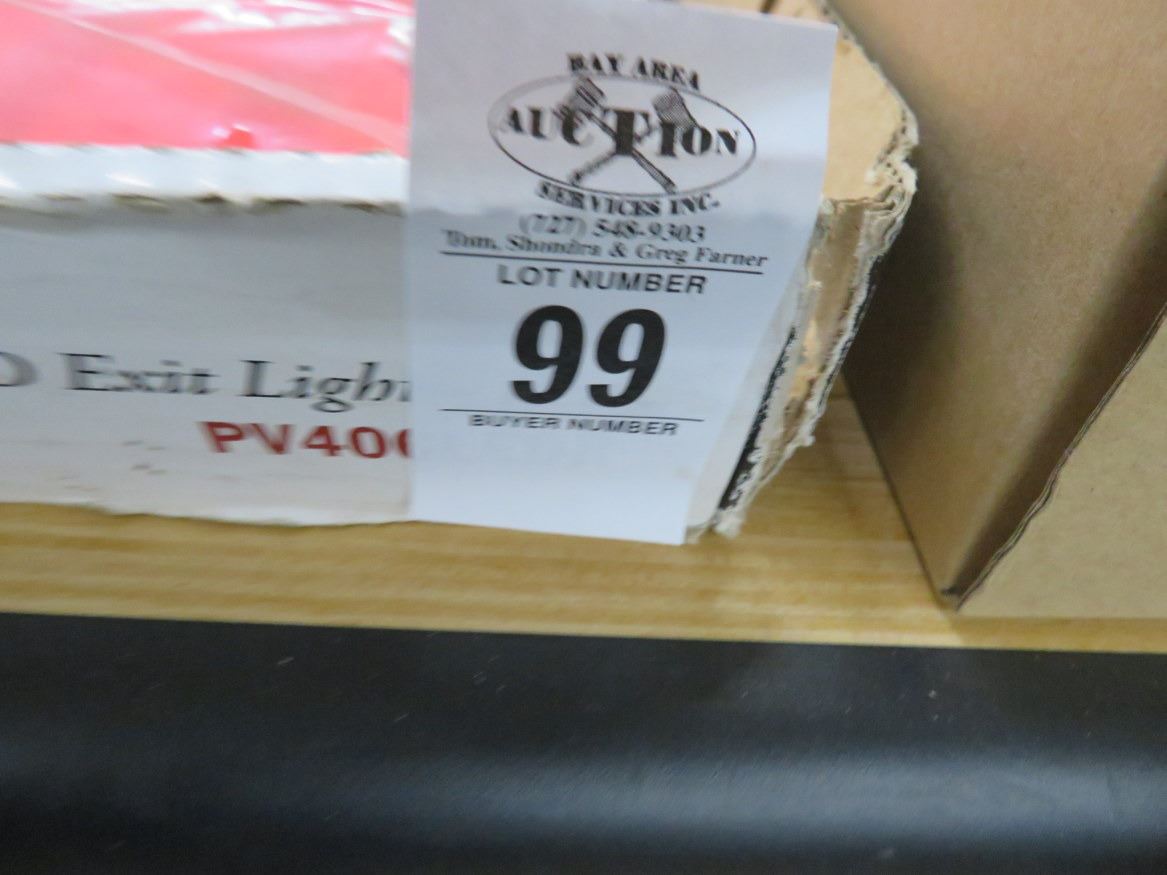 BAY AREA
AUCTION
SERVICES INC.
(727) 548-9303
Tom, Shondra & Greg Farner
LOT NUMBER
99
BUYER NUMBER
D Exit Ligh
PV40